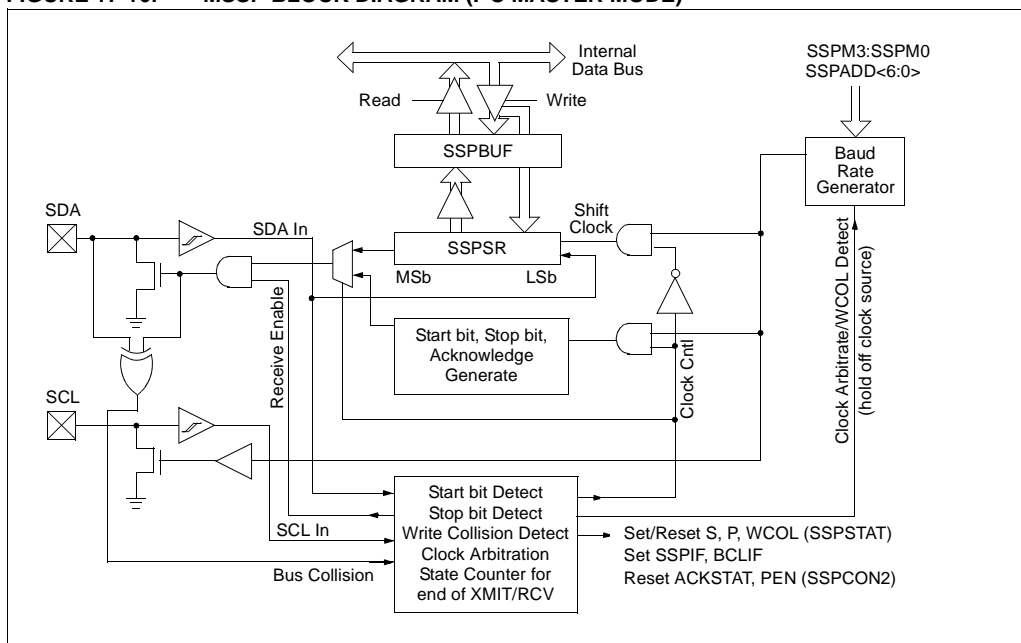 FIGURE 17-16: MSSP BLOCK DIAGRAM (I²C MASTER MODE)
Internal
Data Bus
SSPM3:SSPM0
SSPADD<6:0>
Read
Write
SSPBUF
Baud
Rate
Generator
SDA
SDA In
Shift
Clock
SSPSR
MSb
LSb
Start bit, Stop bit,
Acknowledge
Generate
Receive Enable
Clock Cntl
Clock Arbitrate/WCOL Detect
(hold off clock source)
SCL
SCL In
Bus Collision
Start bit Detect
Stop bit Detect
Write Collision Detect
Clock Arbitration
State Counter for
end of XMIT/RCV
Set/Reset S, P, WCOL (SSPSTAT)
Set SSPIF, BCLIF
Reset ACKSTAT, PEN (SSPCON2)